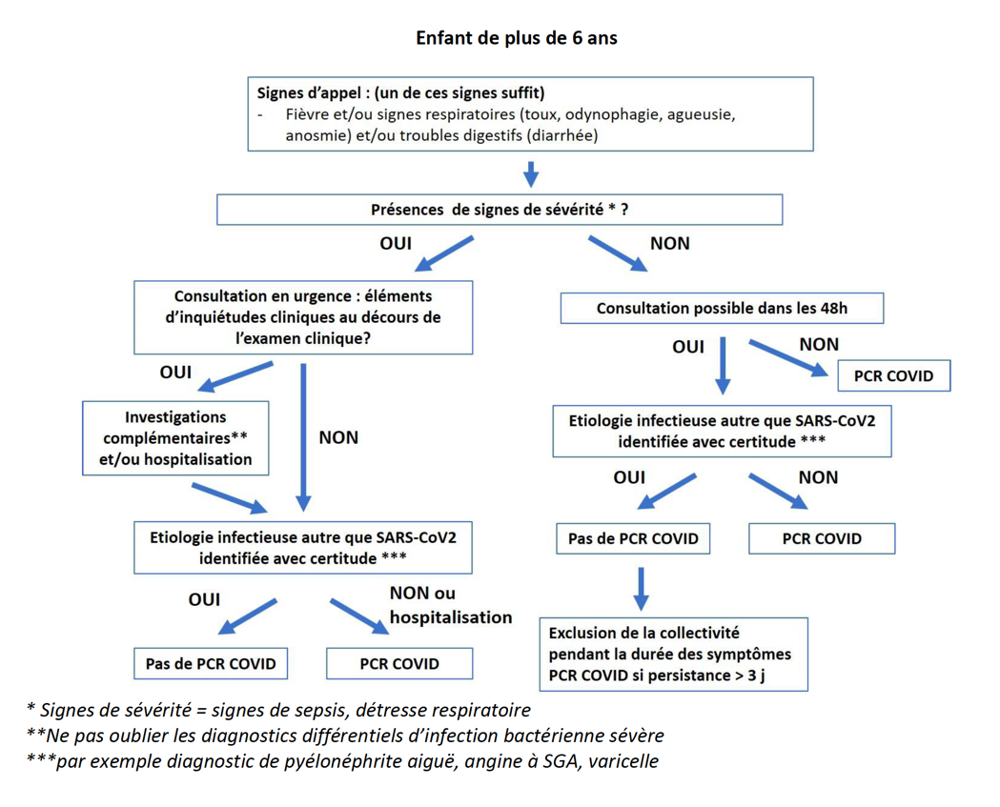 Enfant de plus de 6 ans
Signes d'appel : (un de ces signes suffit)
- Fièvre et/ou signes respiratoires (toux, odynophagie, agueusie,
anosmie) et/ou troubles digestifs (diarrhée)
Présences de signes de sévérité * ?
OUI
NON
Consultation en urgence : éléments
d'inquiétudes cliniques au décours de
l'examen clinique?
Consultation possible dans les 48h
OUI
NON
OUI
NON
PCR COVID
Investigations
complémentaires**
et/ou hospitalisation
Etiologie infectieuse autre que SARS-CoV2
identifiée avec certitude ***
OUI
NON
Etiologie infectieuse autre que SARS-CoV2
identifiée avec certitude ***
Pas de PCR COVID
PCR COVID
OUI
NON ou
hospitalisation
Pas de PCR COVID
PCR COVID
Exclusion de la collectivité
pendant la durée des symptômes
PCR COVID si persistance > 3 j
* Signes de sévérité = signes de sepsis, détresse respiratoire
**Ne pas oublier les diagnostics différentiels d'infection bactérienne sévère
***par exemple diagnostic de pyélonéphrite aiguë, angine à SGA, varicelle